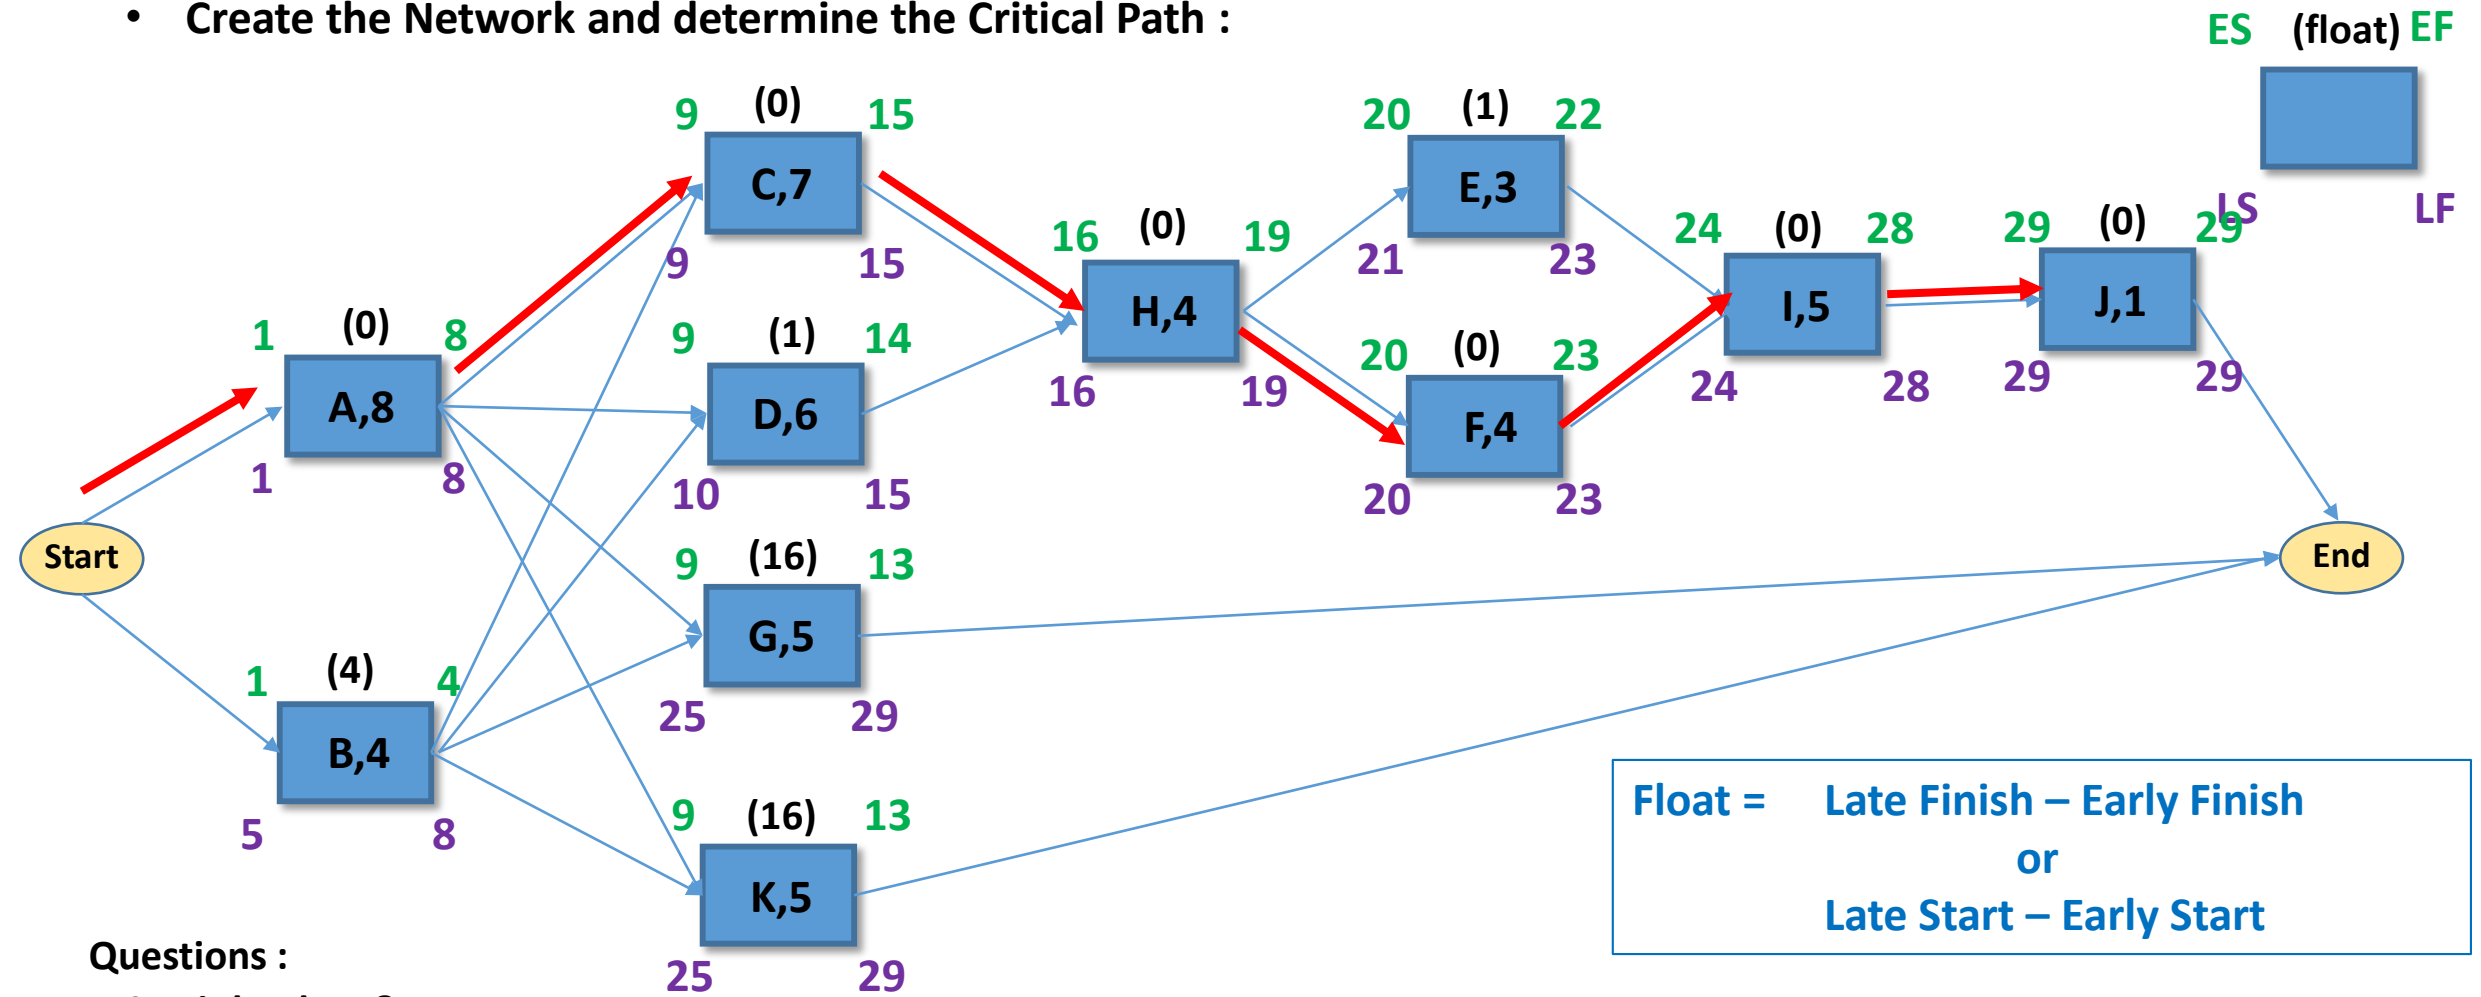 • Create the Network and determine the Critical Path :
ES (float) EF
LS LF
9 (0) 15
C,7
9 15
20 (1) 22
E,3
21 23
16 (0) 19
H,4
16 19
24 (0) 28
I,5
24 28
29 (0) 29
J,1
29 29
1 (0) 8
A,8
1 8
9 (1) 14
D,6
10 15
20 (0) 23
F,4
20 23
Start
End
9 (16) 13
G,5
25 29
1 (4) 4
B,4
5 8
9 (16) 13
K,5
25 29
Float = Late Finish – Early Finish
or
Late Start – Early Start
Questions :